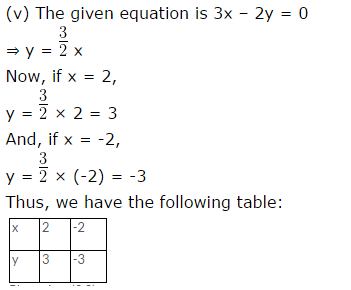 (v) The given equation is 3x - 2y = 0
⇒ y = 3/2 x
Now, if x = 2,
y = 3/2 × 2 = 3
And, if x = -2,
y = 3/2 × (-2) = -3
Thus, we have the following table:
x 2 -2
y 3 -3